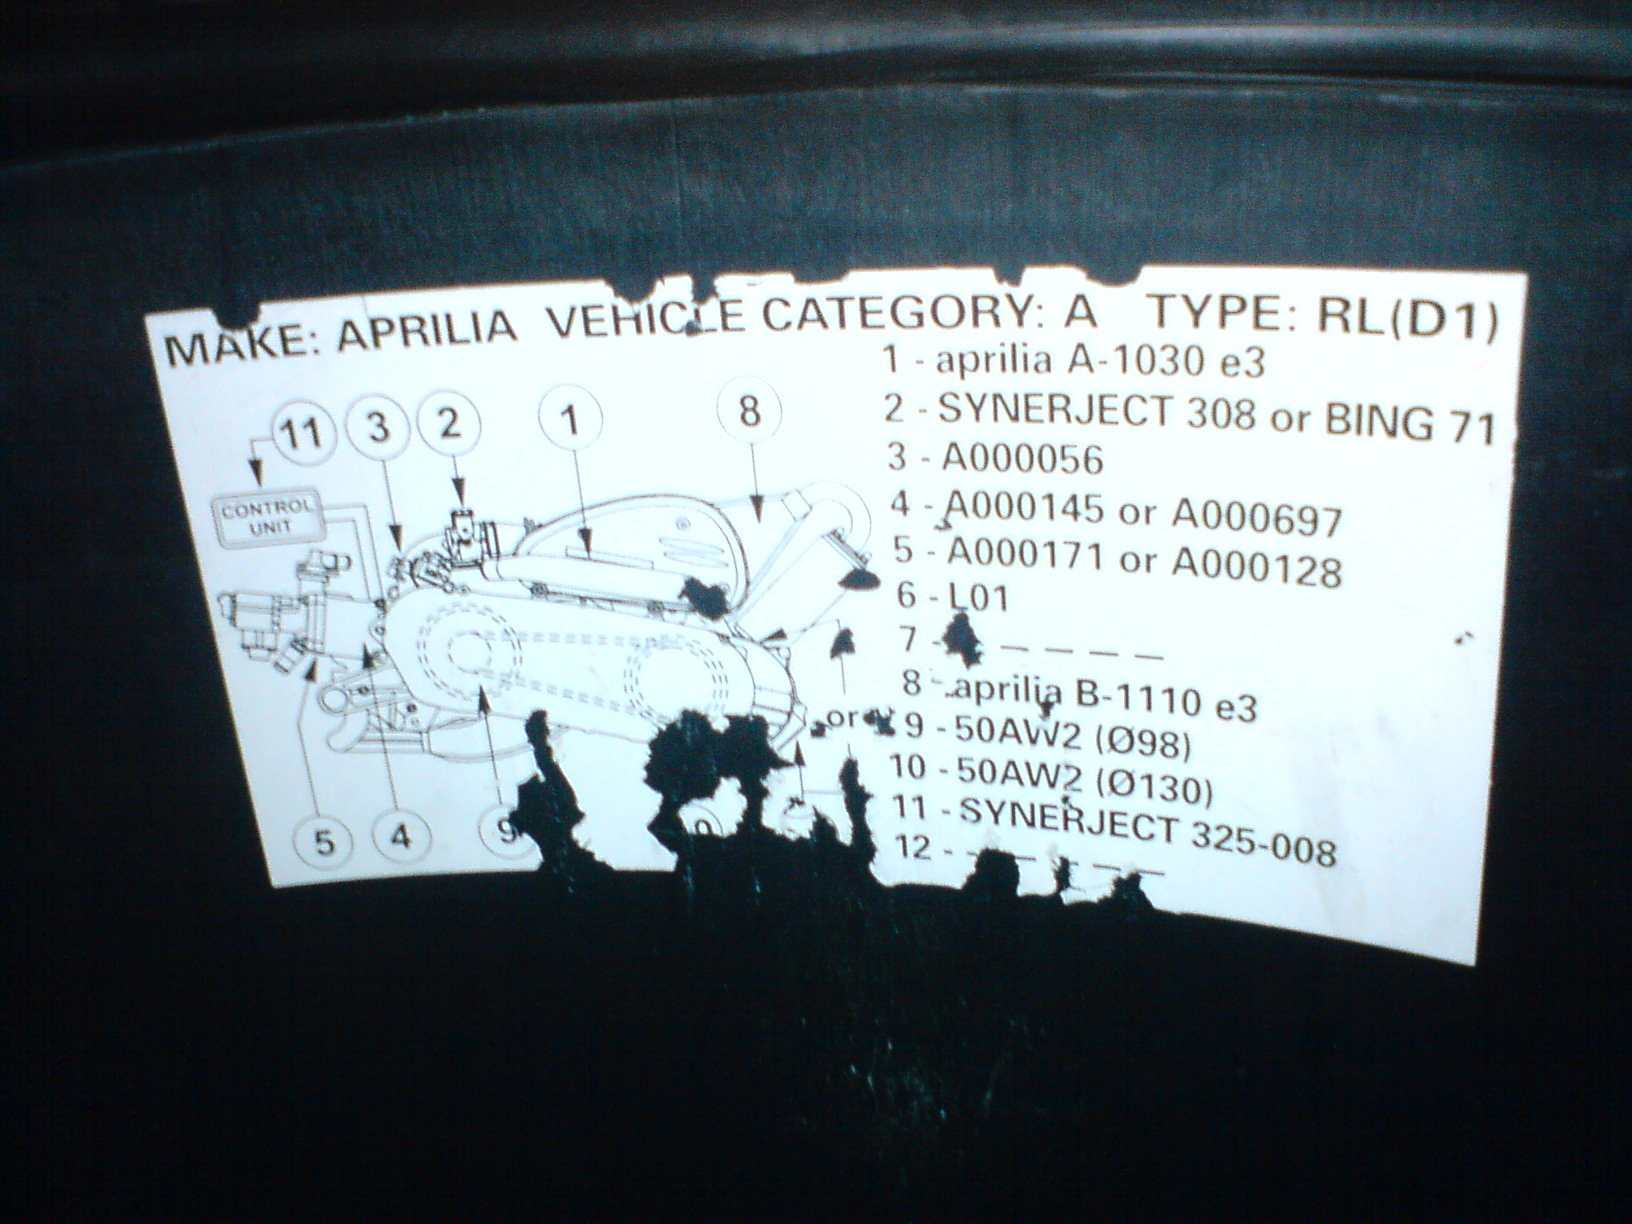 MAKE: APRILIA VEHICLE CATEGORY: A TYPE: RL(D1)
1 - aprilia A-1030 e3
2 - SYNERJECT 308 or BING 71
3 - A000056
4 - A000145 or A000697
5 - A000171 or A000128
6 - L01
7 - _ _ _ _
8 - aprilia B-1110 e3
9 - 50AW2 (Ø98)
10 - 50AW2 (Ø130)
11 - SYNERJECT 325-008
12 - _ _ _ _
11 3 2 1 8
CONTROL
UNIT
or
5 4 9